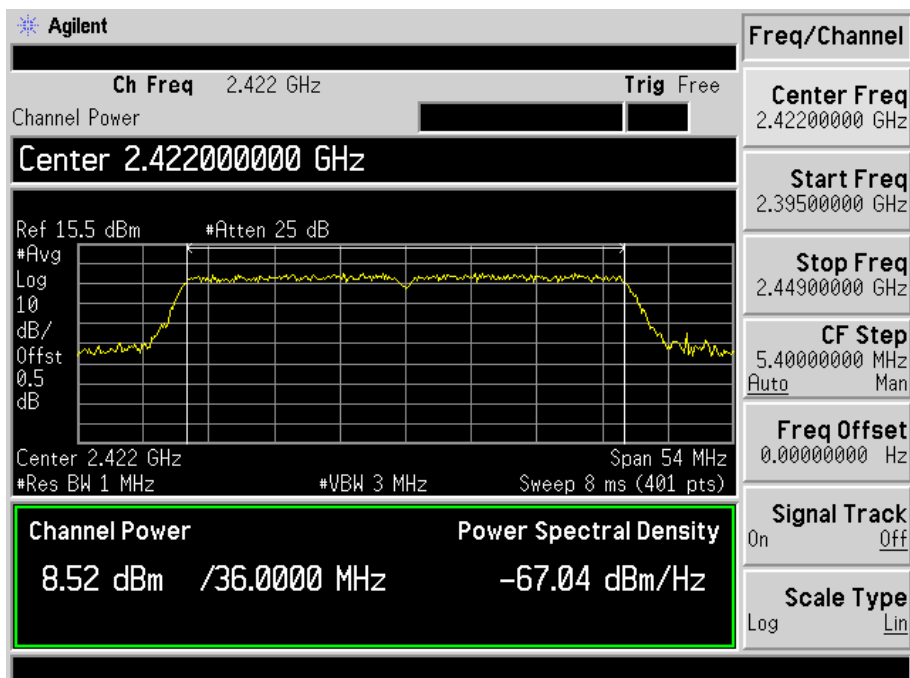 Agilent
Freq/Channel
Ch Freq 2.422 GHz Trig Free
Channel Power
Center 2.422000000 GHz
Ref 15.5 dBm #Atten 25 dB
#Avg
Log
10
dB/
Offst
0.5
dB
Center 2.422 GHz Span 54 MHz
#Res BW 1 MHz #VBW 3 MHz Sweep 8 ms (401 pts)
Channel Power Power Spectral Density
8.52 dBm /36.0000 MHz -67.04 dBm/Hz
Center Freq
2.42200000 GHz
Start Freq
2.39500000 GHz
Stop Freq
2.44900000 GHz
CF Step
5.40000000 MHz
Auto Man
Freq Offset
0.00000000 Hz
Signal Track
On Off
Scale Type
Log Lin